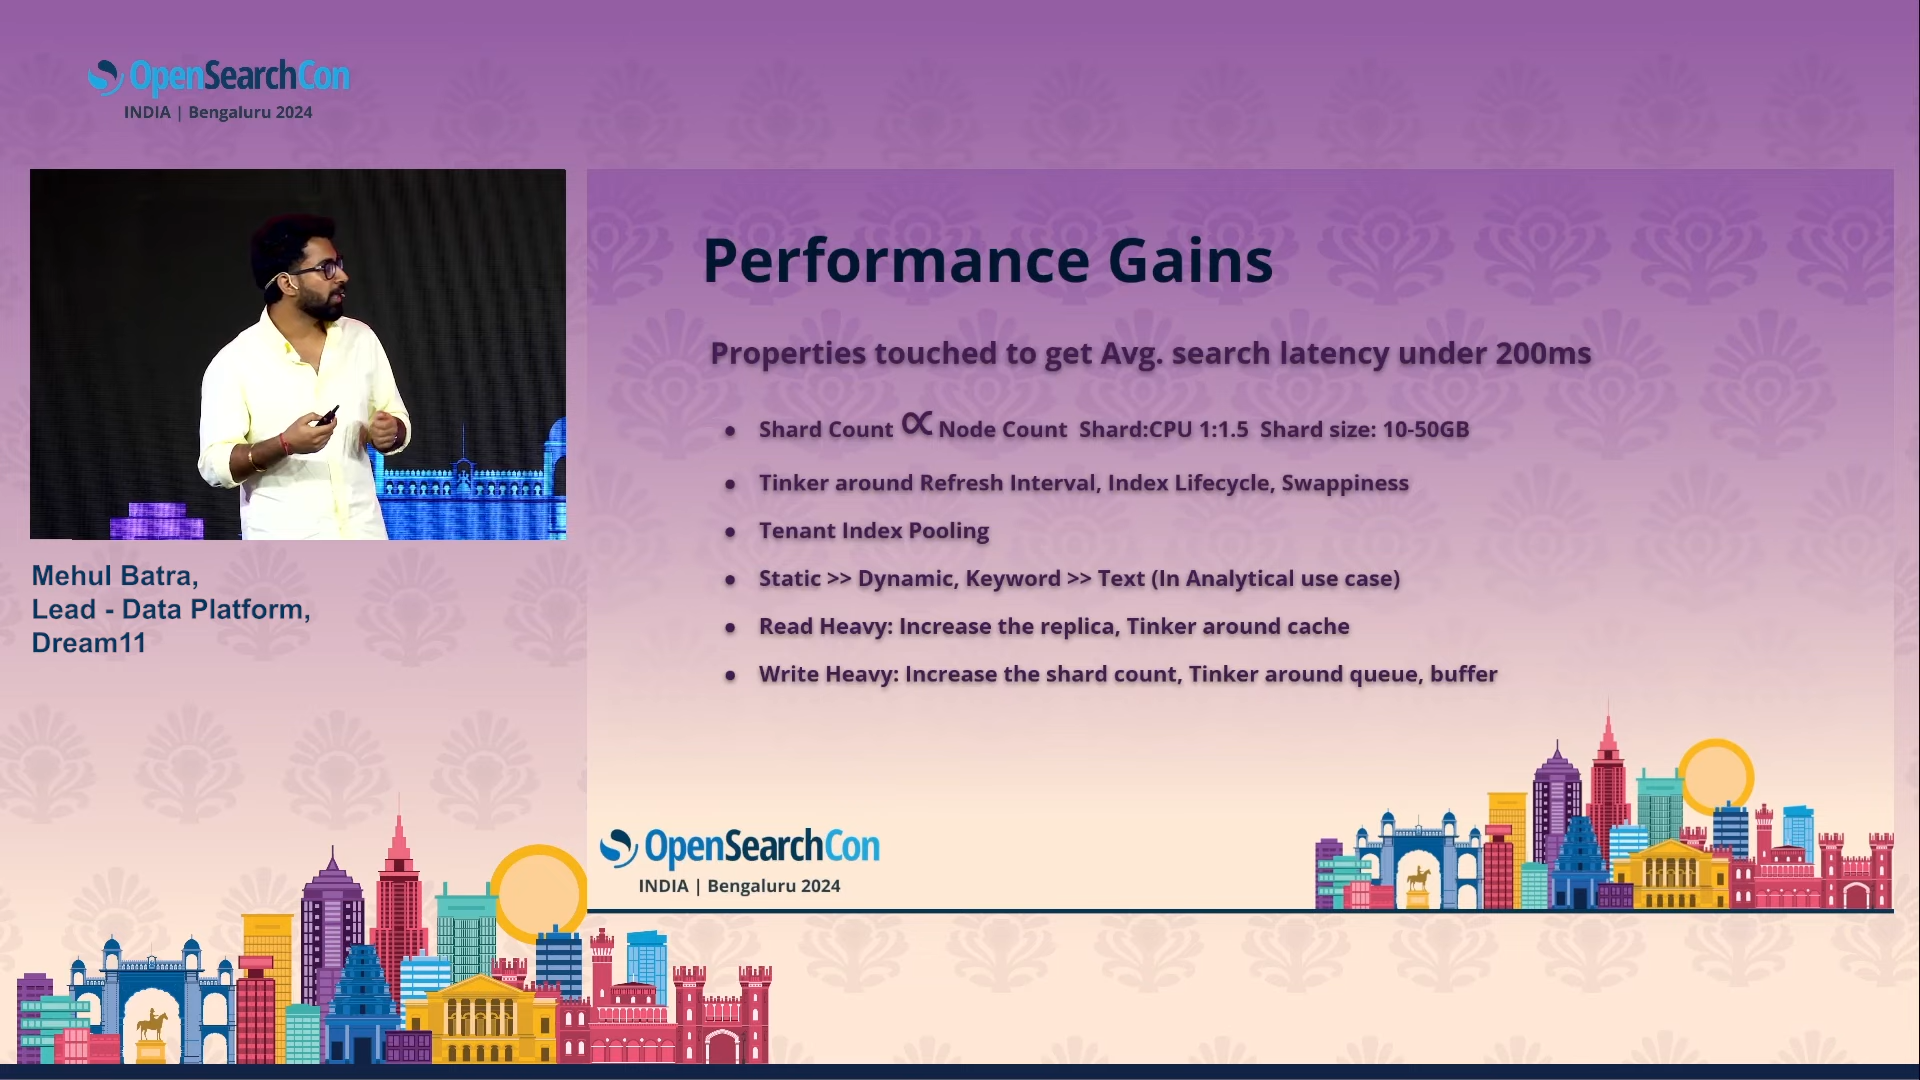 OpenSearchCon
INDIA | Bengaluru 2024
Mehul Batra,
Lead - Data Platform,
Dream11
Performance Gains
Properties touched to get Avg. search latency under 200ms
• Shard Count ∝ Node Count Shard:CPU 1:1.5 Shard size: 10-50GB
• Tinker around Refresh Interval, Index Lifecycle, Swappiness
• Tenant Index Pooling
• Static >> Dynamic, Keyword >> Text (In Analytical use case)
• Read Heavy: Increase the replica, Tinker around cache
• Write Heavy: Increase the shard count, Tinker around queue, buffer
OpenSearchCon
INDIA | Bengaluru 2024